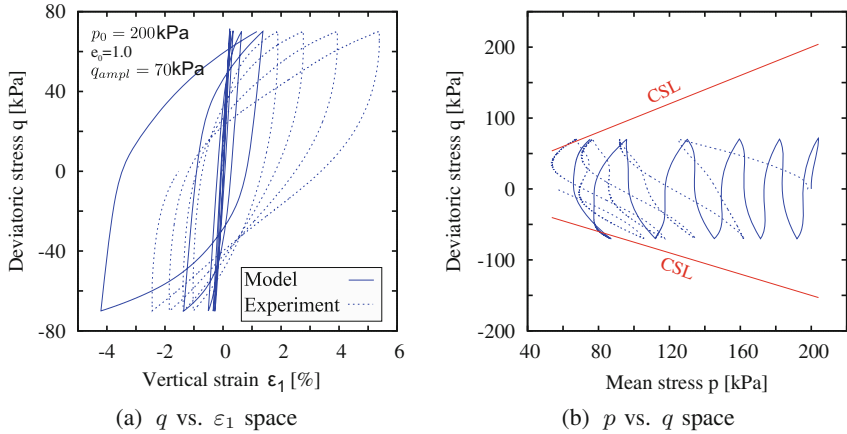 80
40
0
-40
-80
Deviatoric stress q [kPa]
p₀ = 200kPa
e₀=1.0
q_ampl = 70kPa
Model
Experiment
-4 -2 0 2 4 6
Vertical strain ε₁ [%]
(a) q vs. ε₁ space
250
200
100
0
-100
-200
Deviatoric stress q [kPa]
CSL
CSL
40 80 120 160 200
Mean stress p [kPa]
(b) p vs. q space